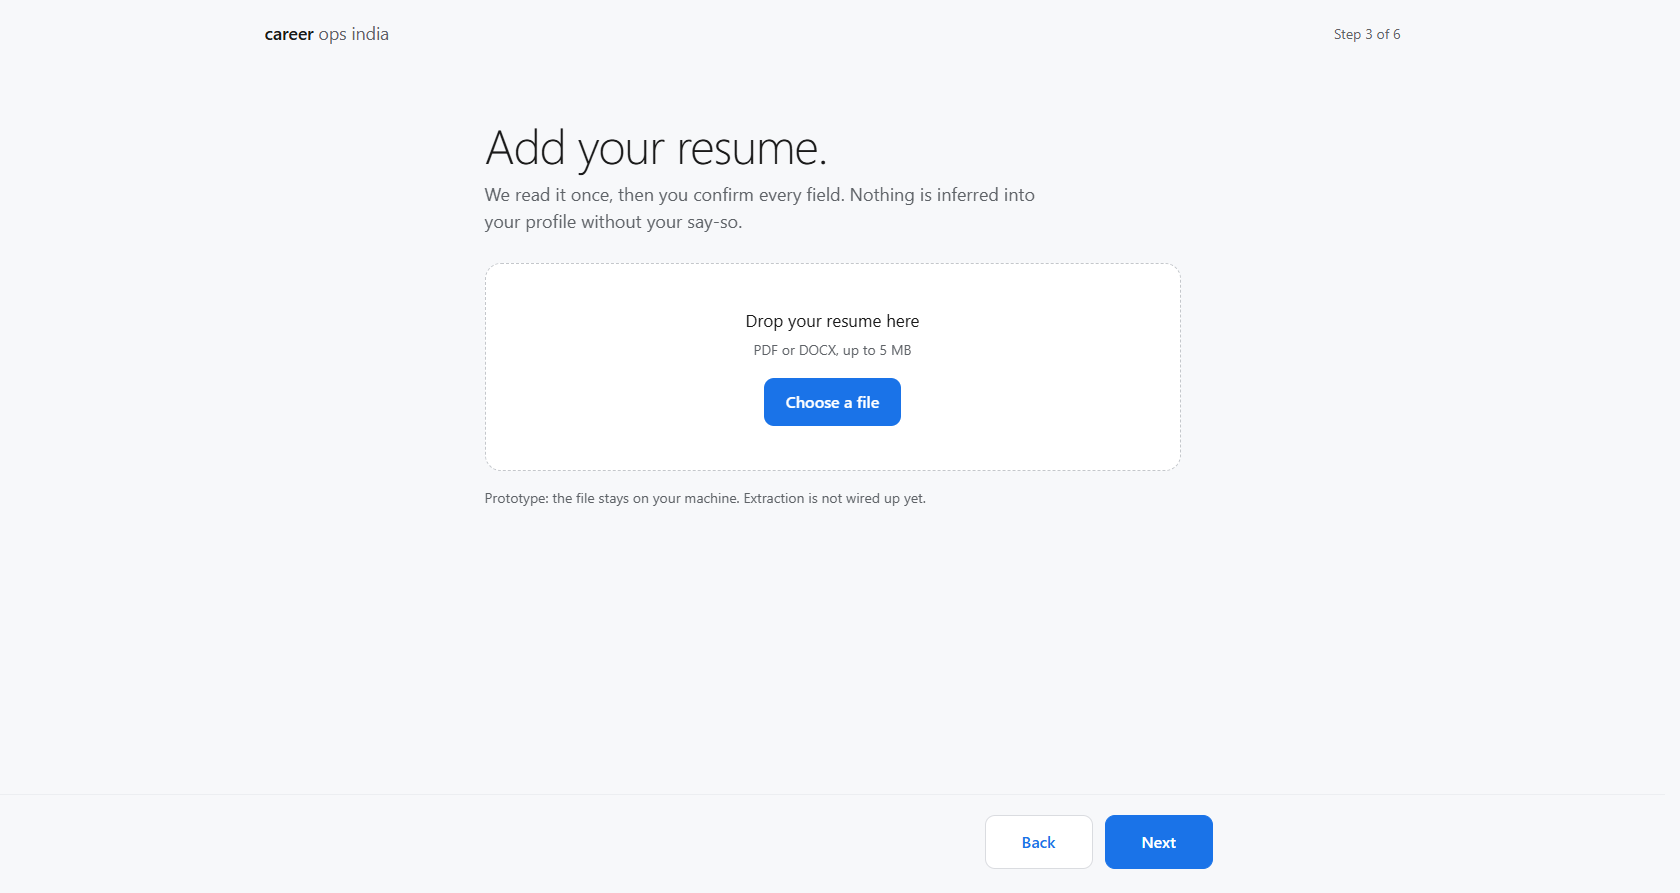 career ops india
Step 3 of 6
Add your resume.
We read it once, then you confirm every field. Nothing is inferred into
your profile without your say-so.
Drop your resume here
PDF or DOCX, up to 5 MB
Choose a file
Prototype: the file stays on your machine. Extraction is not wired up yet.
Back
Next